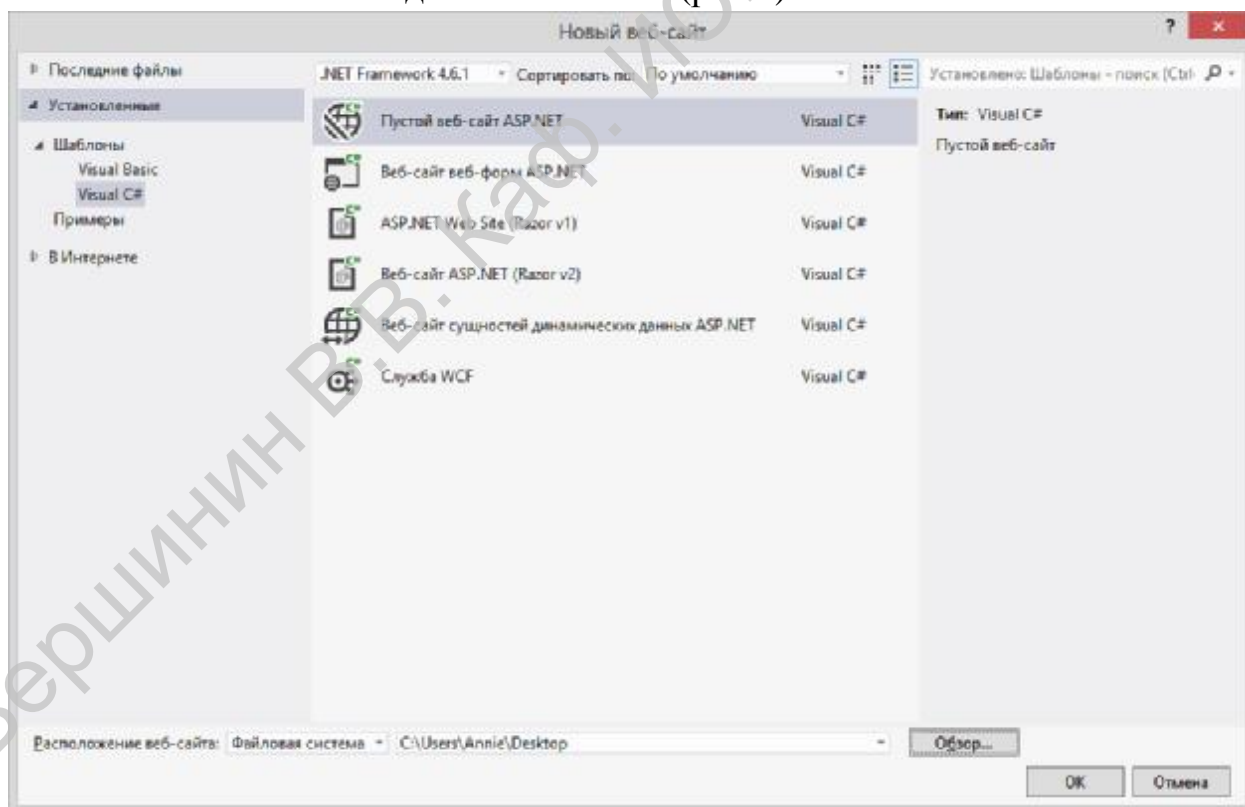 Новый веб-сайт
?
Последние файлы
.NET Framework 4.6.1 Сортировать по: По умолчанию
Установлено: Шаблоны - поиск (Ctrl
Установленные
Шаблоны
Visual Basic
Visual C#
Примеры
В Интернете
Пустой веб-сайт ASP.NET Visual C#
Веб-сайт веб-форм ASP.NET Visual C#
ASP.NET Web Site (Razor v1) Visual C#
Веб-сайт ASP.NET (Razor v2) Visual C#
Веб-сайт сущностей динамических данных ASP.NET Visual C#
Служба WCF Visual C#
Тип: Visual C#
Пустой веб-сайт
Расположение веб-сайта: Файловая система C:\Users\Annie\Desktop Обзор...
OK Отмена
Вершинин В.В. Каф.